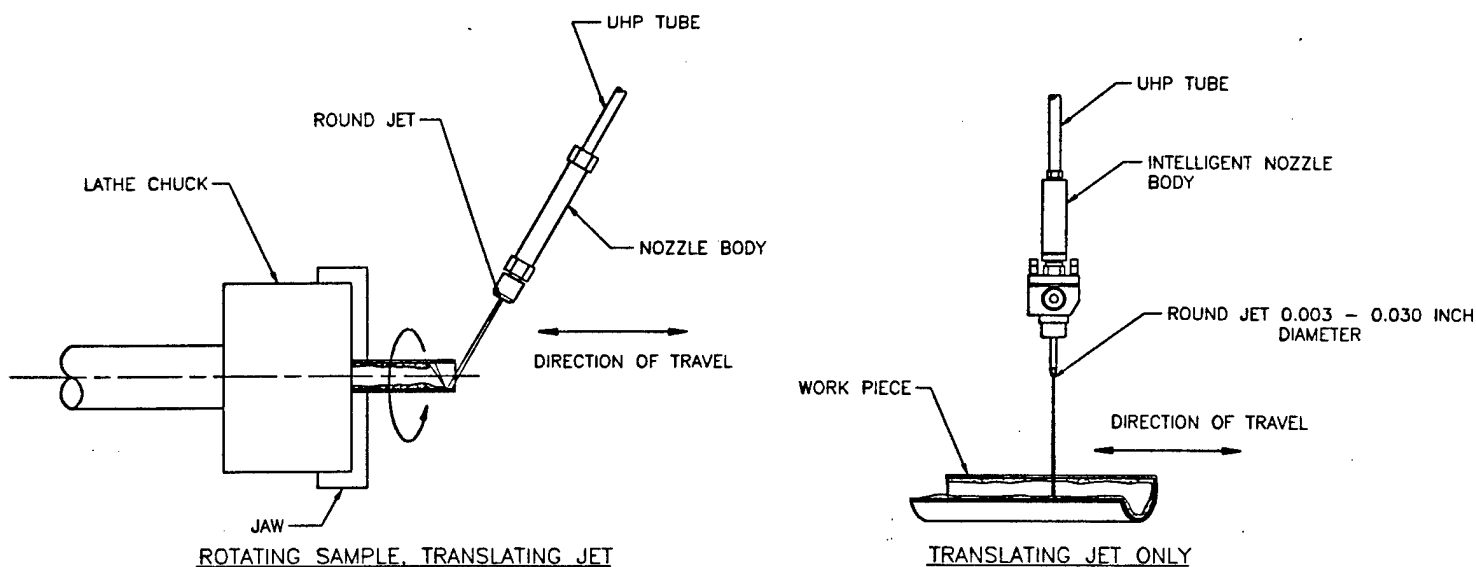 UHP TUBE
ROUND JET
LATHE CHUCK
NOZZLE BODY
DIRECTION OF TRAVEL
JAW
ROTATING SAMPLE, TRANSLATING JET
UHP TUBE
INTELLIGENT NOZZLE
BODY
ROUND JET 0.003 – 0.030 INCH
DIAMETER
WORK PIECE
DIRECTION OF TRAVEL
TRANSLATING JET ONLY